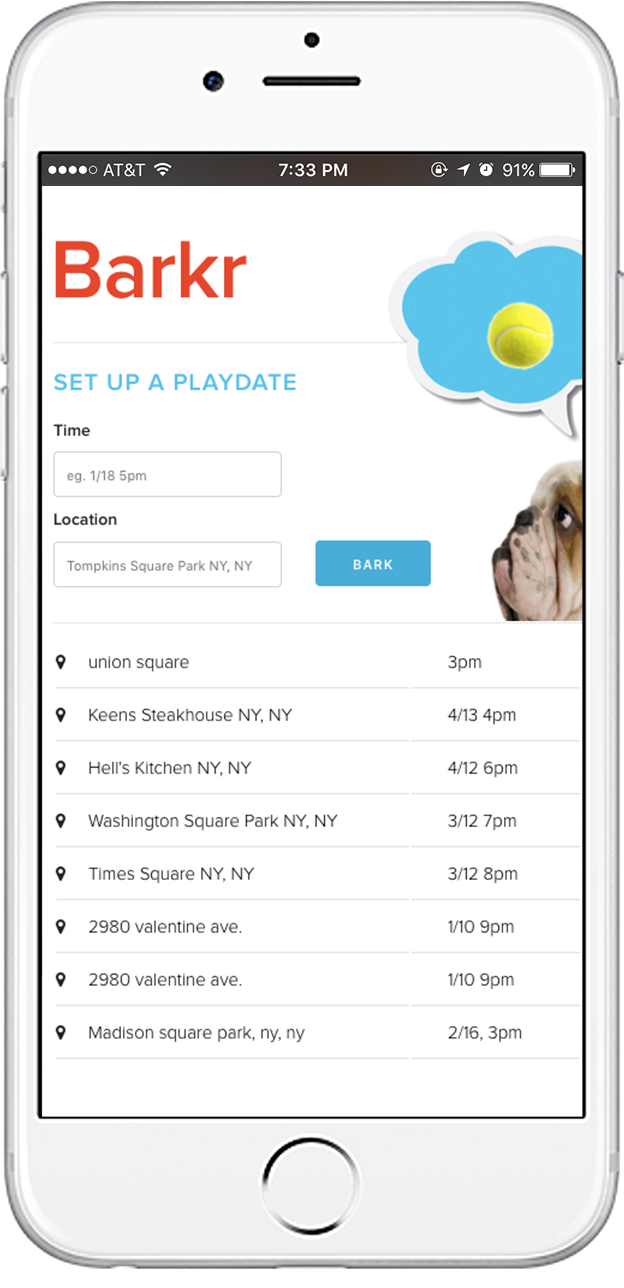 AT&T 7:33 PM 91%
Barkr
SET UP A PLAYDATE
Time
eg. 1/18 5pm
Location
Tompkins Square Park NY, NY
BARK
union square 3pm
Keens Steakhouse NY, NY 4/13 4pm
Hell's Kitchen NY, NY 4/12 6pm
Washington Square Park NY, NY 3/12 7pm
Times Square NY, NY 3/12 8pm
2980 valentine ave. 1/10 9pm
2980 valentine ave. 1/10 9pm
Madison square park, ny, ny 2/16, 3pm